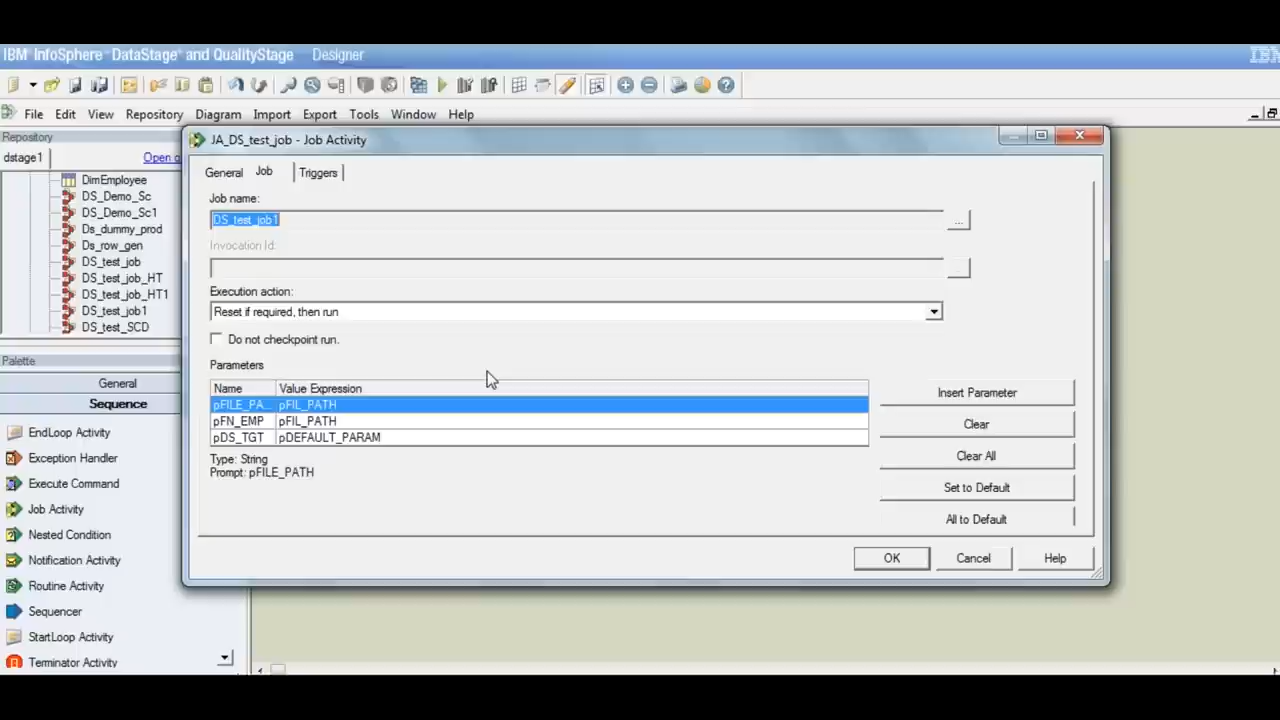 IBM InfoSphere DataStage and QualityStage Designer
IBM
File Edit View Repository Diagram Import Export Tools Window Help
Repository
dstage1
DimEmployee
DS_Demo_Sc
DS_Demo_Sc1
Ds_dummy_prod
Ds_row_gen
DS_test_job
DS_test_job_HT
DS_test_job_HT1
DS_test_job1
DS_test_SCD
Palette
General
Sequence
EndLoop Activity
Exception Handler
Execute Command
Job Activity
Nested Condition
Notification Activity
Routine Activity
Sequencer
StartLoop Activity
Terminator Activity
JA_DS_test_job - Job Activity
General Job Triggers
Job name:
DS_test_job1
...
Invocation Id:
Execution action:
Reset if required, then run
Do not checkpoint run.
Parameters
Name Value Expression
pFILE_PA... pFIL_PATH
pFN_EMP pFIL_PATH
pDS_TGT pDEFAULT_PARAM
Type: String
Prompt: pFILE_PATH
Insert Parameter
Clear
Clear All
Set to Default
All to Default
OK Cancel Help